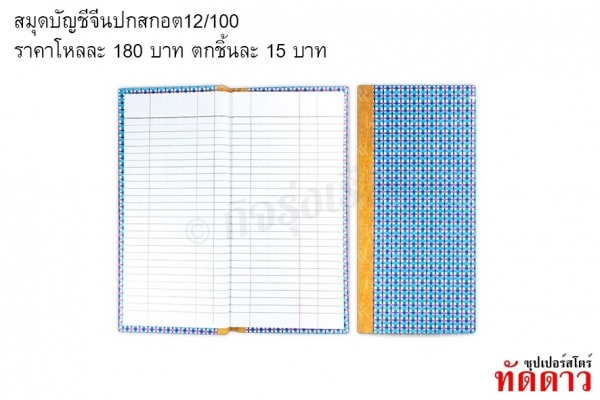 สมุดบัญชีจีนปกสกอต12/100
ราคาโหลละ 180 บาท ตกชิ้นละ 15 บาท
ซุปเปอร์สโตร์
ทัดดาว